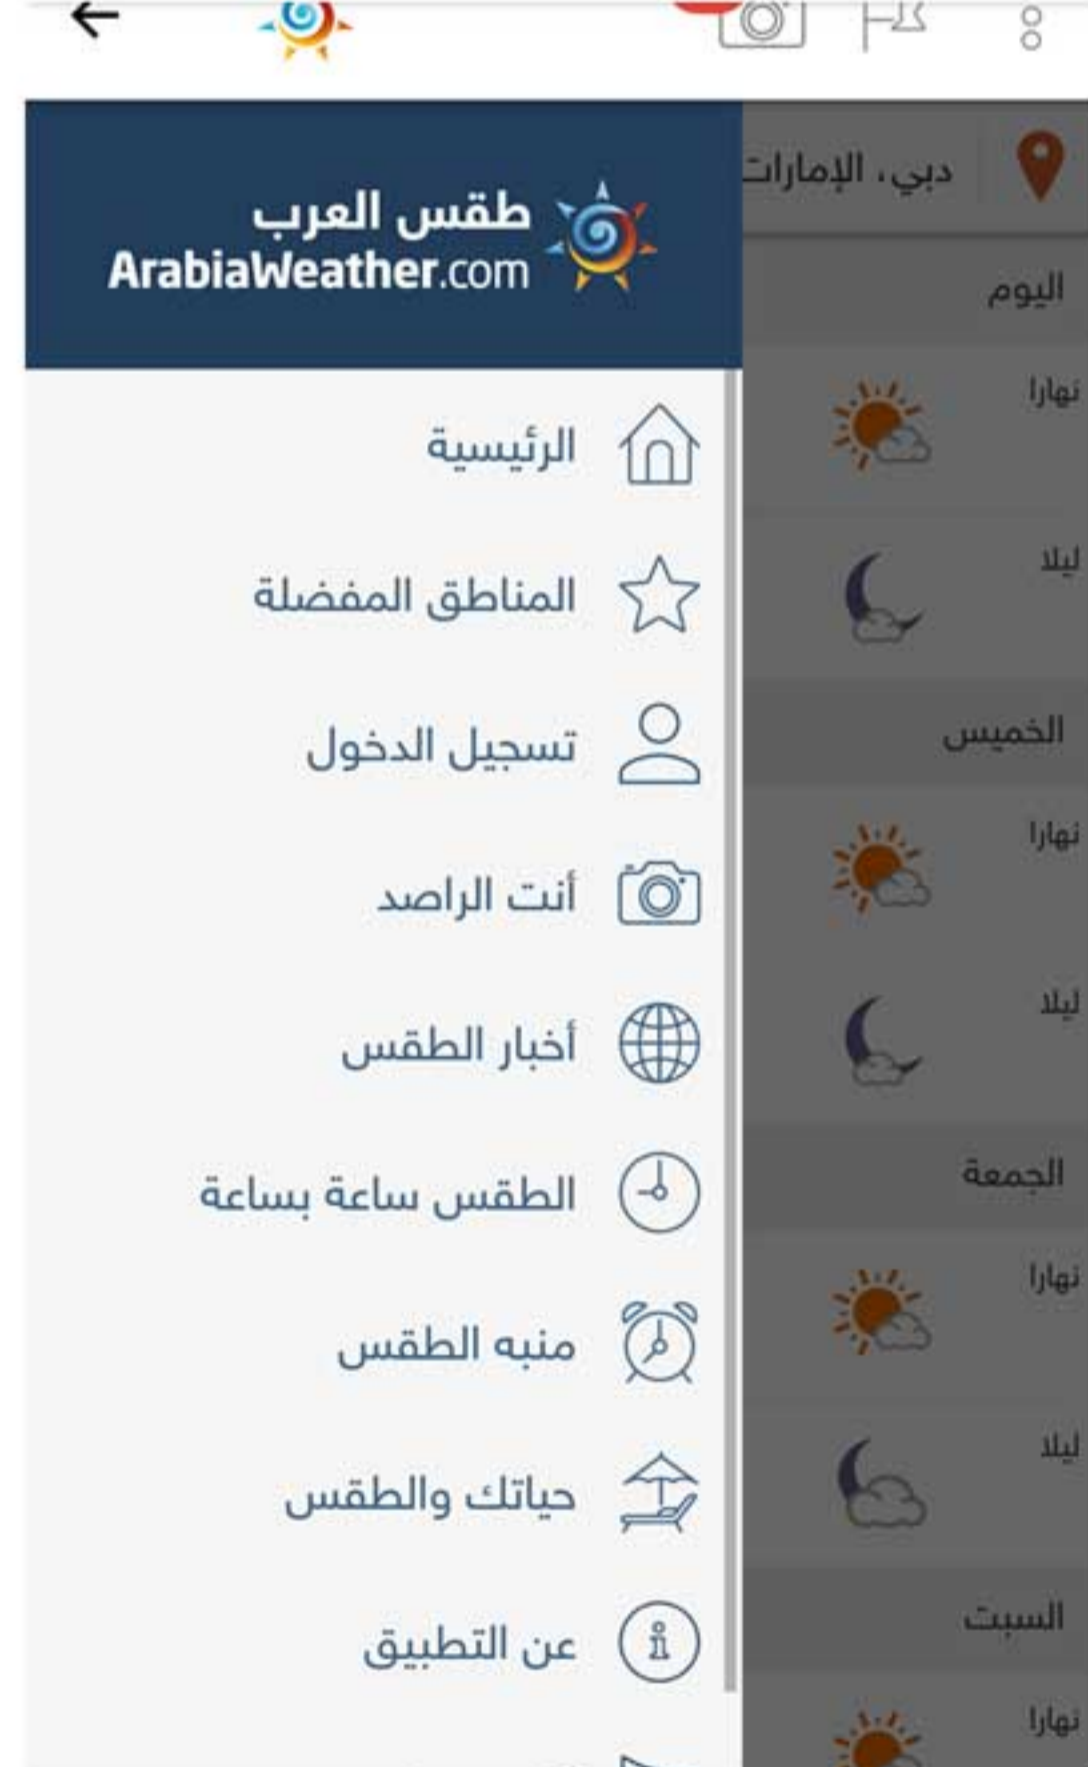 دبي، الإمارات
اليوم
نهارا
ليلا
الخميس
نهارا
ليلا
الجمعة
نهارا
ليلا
السبت
نهارا
طقس العرب
ArabiaWeather.com
الرئيسية
المناطق المفضلة
تسجيل الدخول
أنت الراصد
أخبار الطقس
الطقس ساعة بساعة
منبه الطقس
حياتك والطقس
عن التطبيق